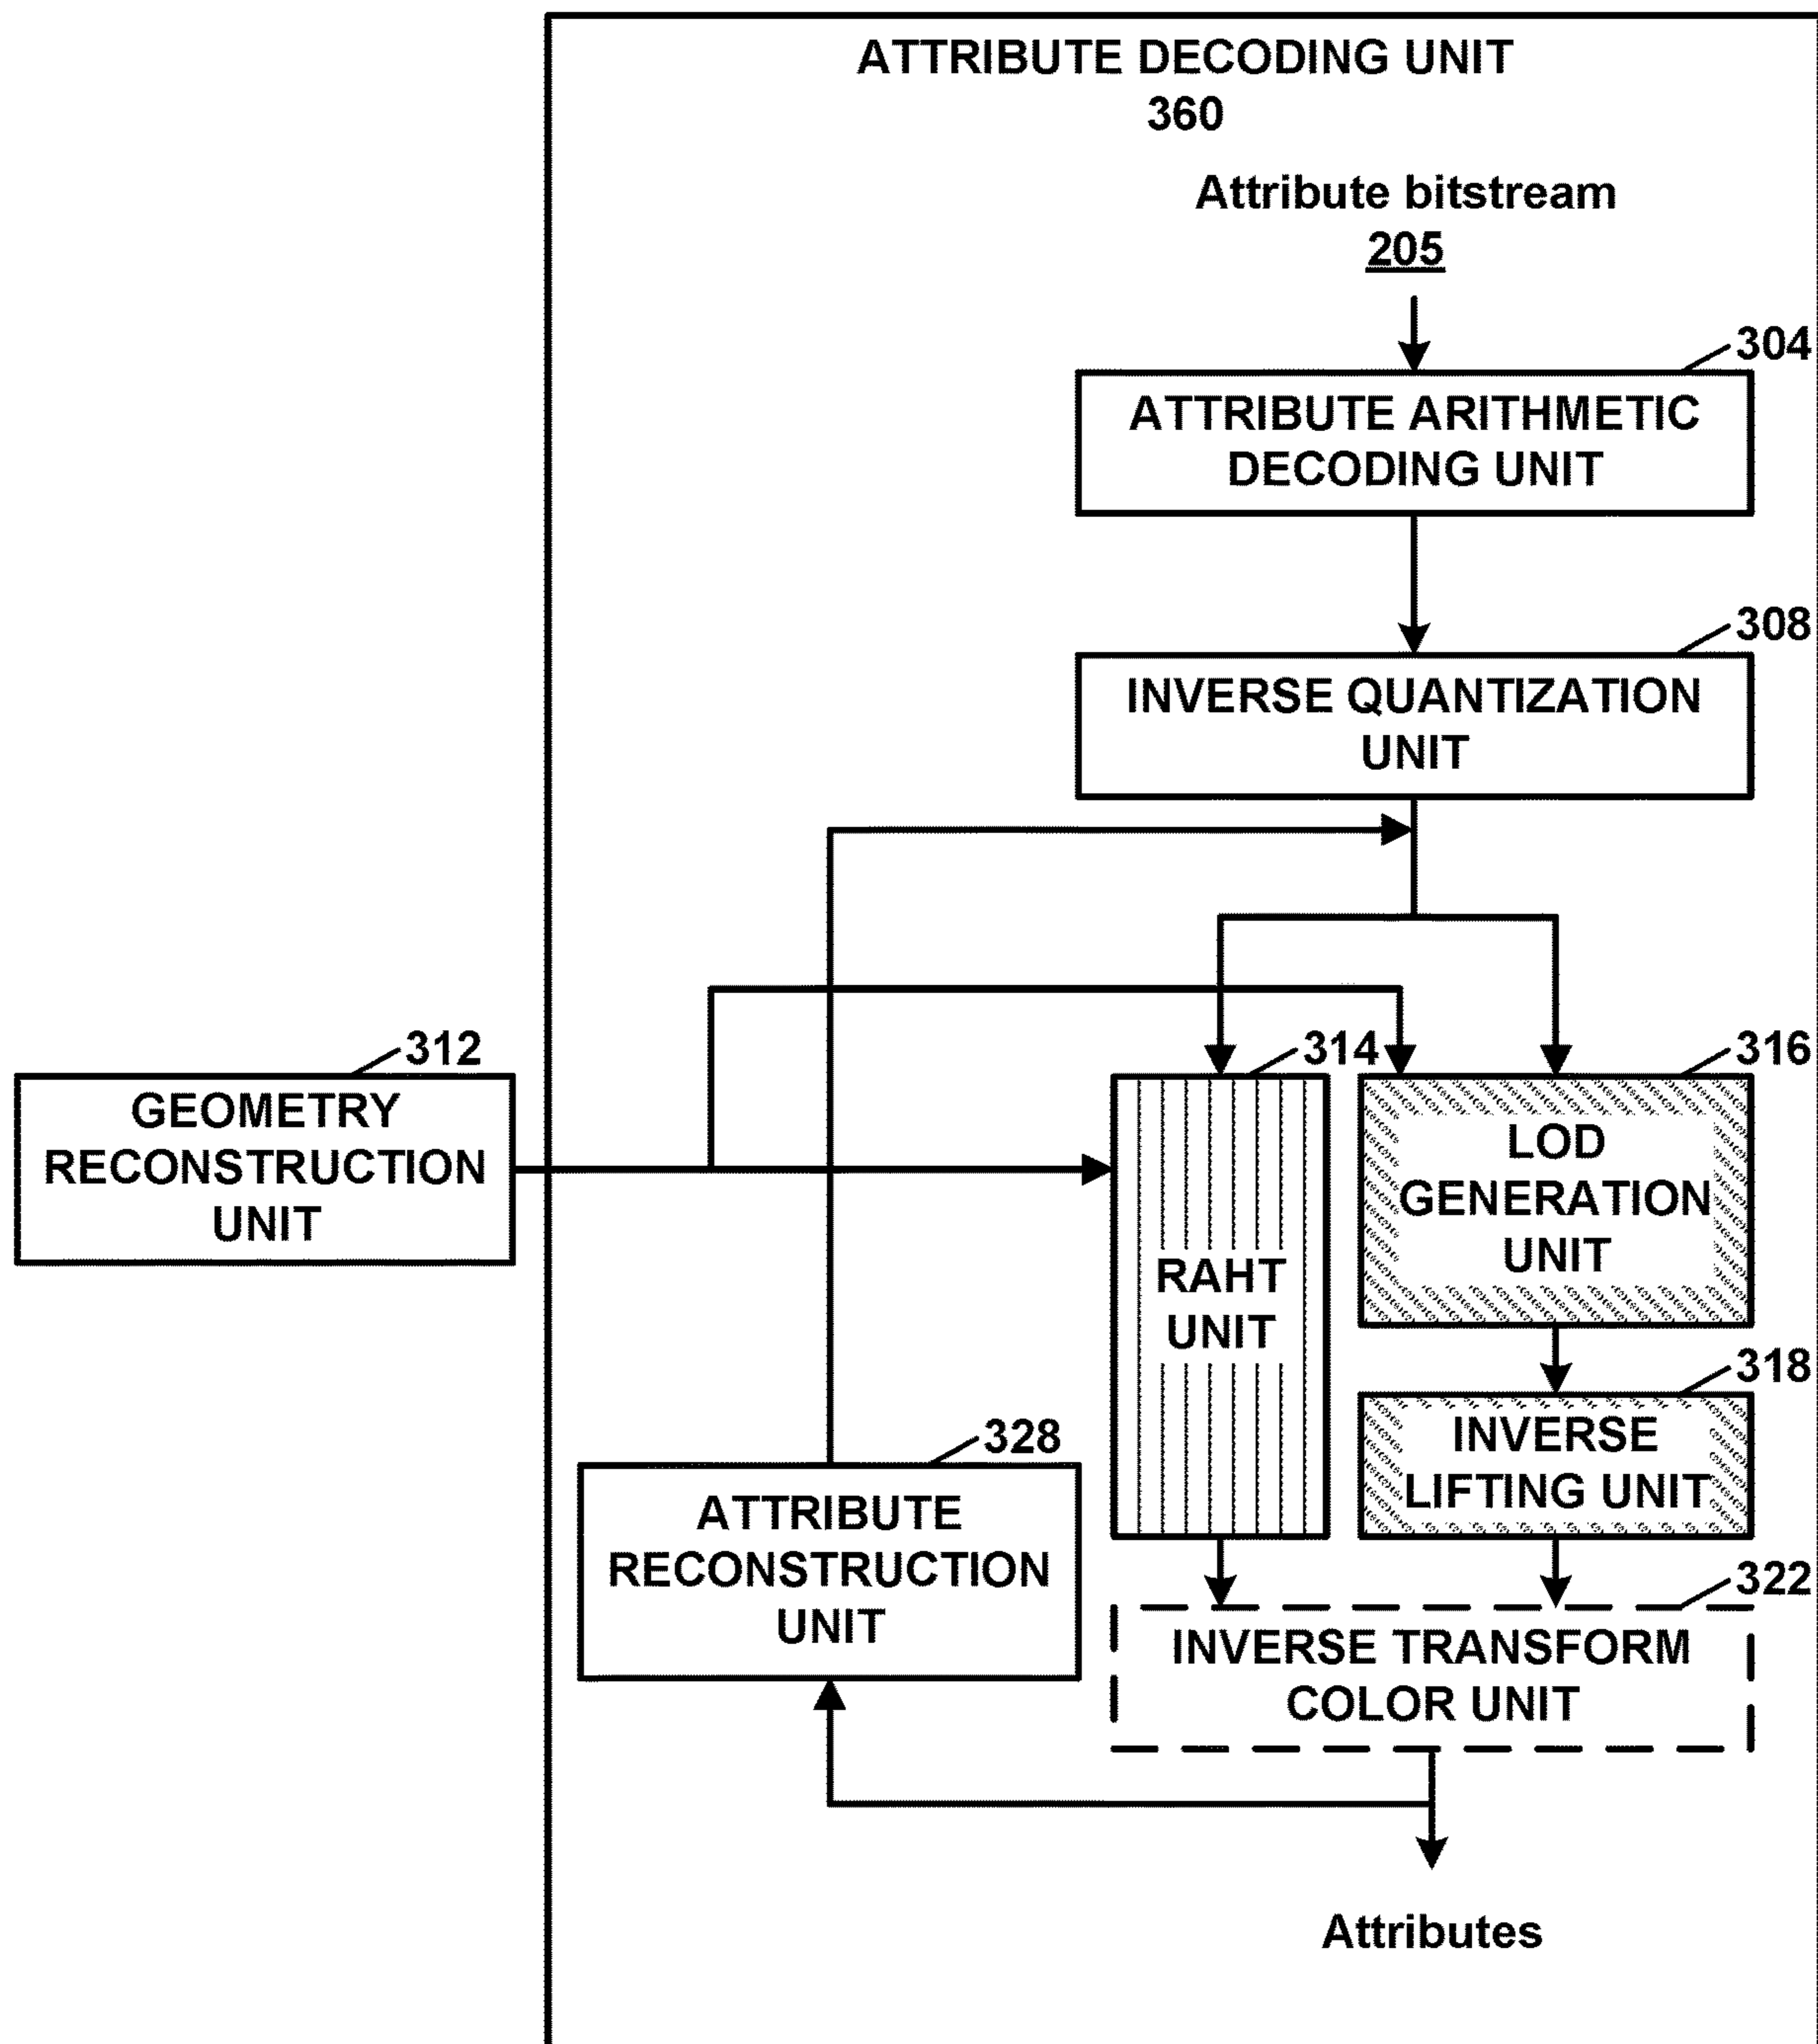 ATTRIBUTE DECODING UNIT
360
Attribute bitstream
205
304
ATTRIBUTE ARITHMETIC
DECODING UNIT
308
INVERSE QUANTIZATION
UNIT
312
GEOMETRY
RECONSTRUCTION
UNIT
314
RAHT
UNIT
316
LOD
GENERATION
UNIT
318
INVERSE
LIFTING UNIT
328
ATTRIBUTE
RECONSTRUCTION
UNIT
322
INVERSE TRANSFORM
COLOR UNIT
Attributes